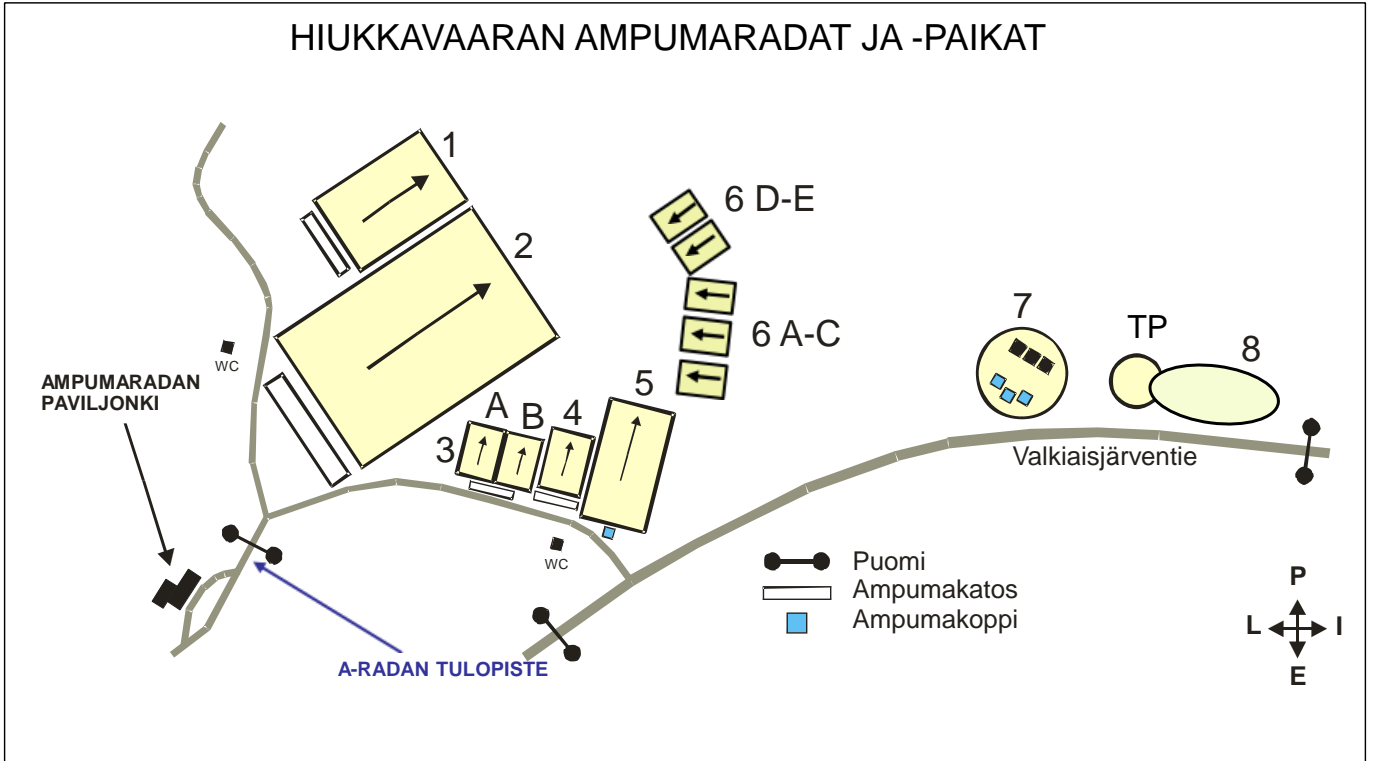 HIUKKAVAARAN AMPUMARADAT JA -PAIKAT
1
6 D-E
2
7
TP
8
6 A-C
WC
AMPUMARADAN
PAVILJONKI
5
A
B
4
3
Valkiaisjärventie
WC
Puomi
Ampumakatos
Ampumakoppi
P
L
I
E
A-RADAN TULOPISTE